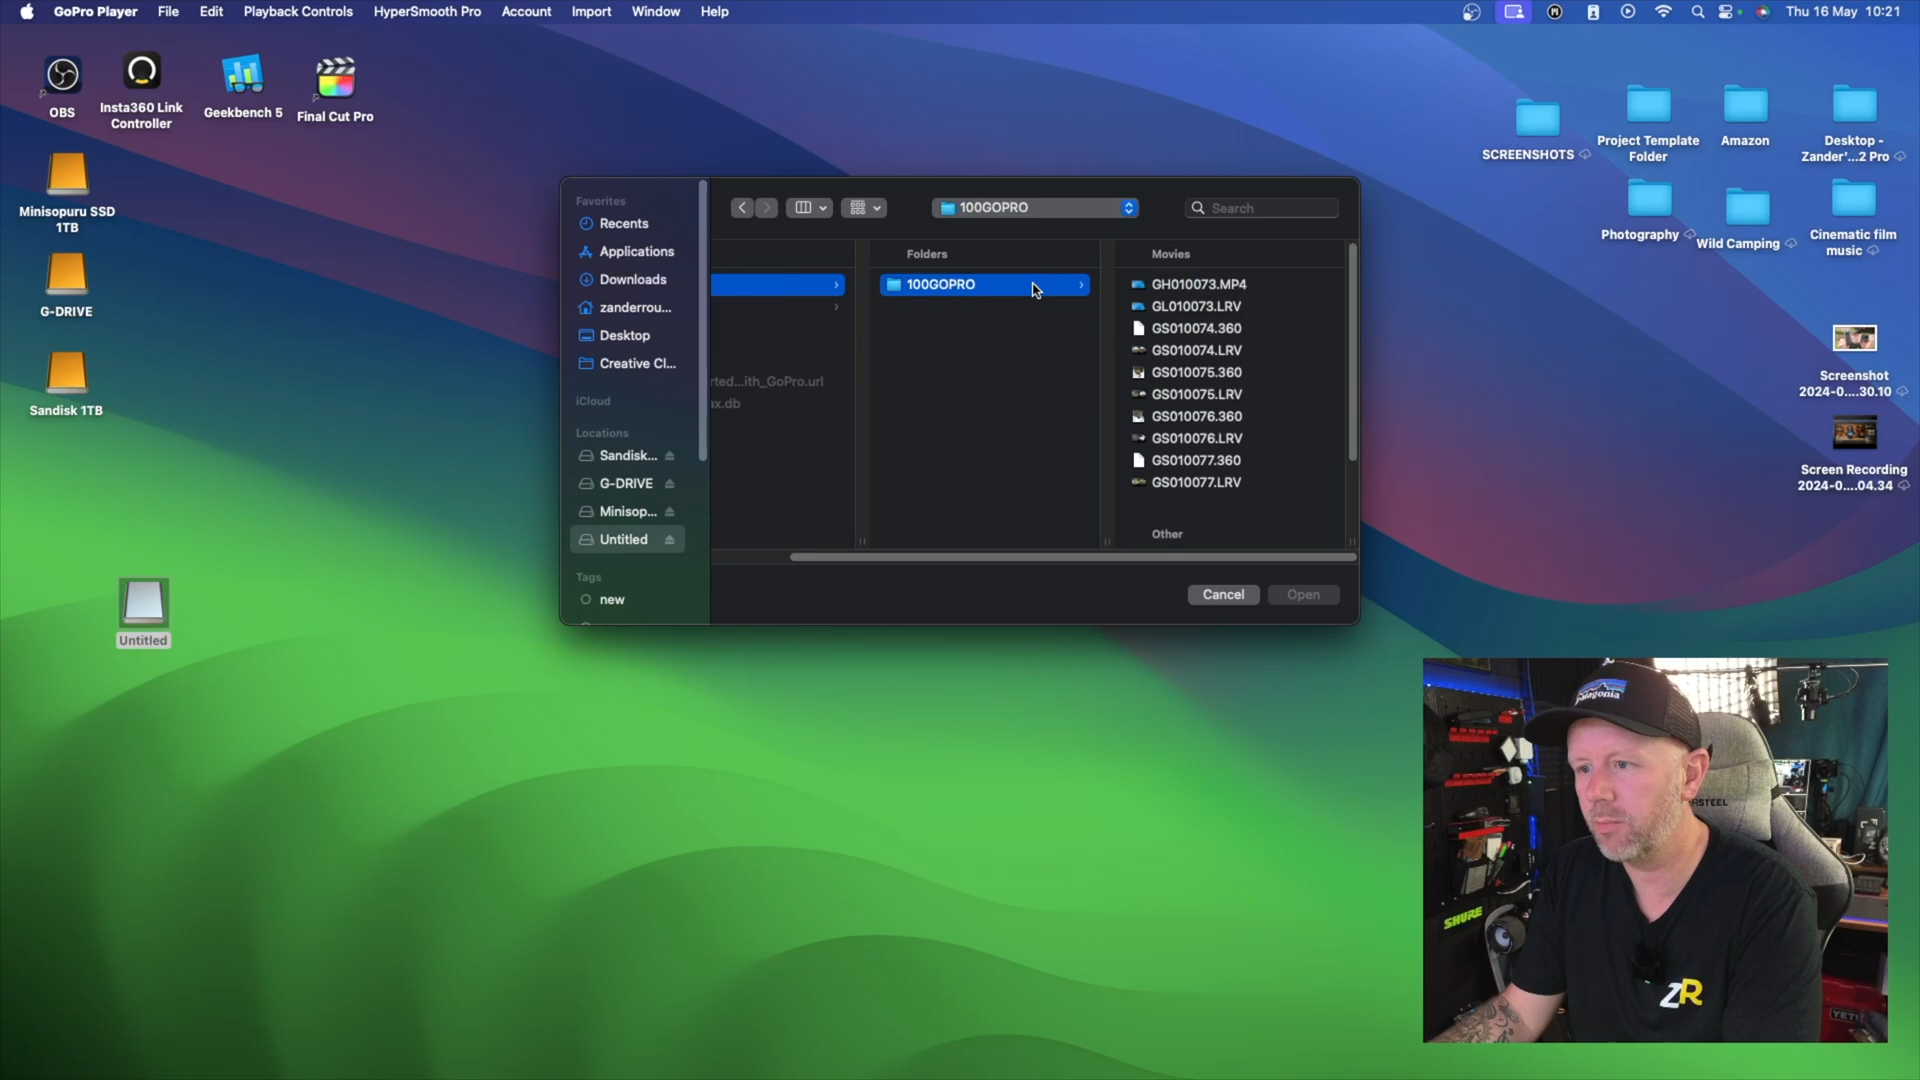 GoPro Player File Edit Playback Controls HyperSmooth Pro Account Import Window Help
Thu 16 May 10:21
OBS
Insta360 Link
Controller
Geekbench 5
Final Cut Pro
Minisopuru SSD
1TB
G-DRIVE
Sandisk 1TB
Untitled
Favorites
Recents
Applications
Downloads
zanderrou...
Desktop
Creative Cl...
iCloud
Locations
Sandisk...
G-DRIVE
Minisop...
Untitled
Tags
new
100GOPRO
Search
rted...ith_GoPro.url
ax.db
Folders
100GOPRO
Movies
GH010073.MP4
GL010073.LRV
GS010074.360
GS010074.LRV
GS010075.360
GS010075.LRV
GS010076.360
GS010076.LRV
GS010077.360
GS010077.LRV
Other
Cancel
Open
SCREENSHOTS
Project Template
Folder
Amazon
Desktop -
Zander'...2 Pro
Photography
Wild Camping
Cinematic film
music
Screenshot
2024-0....30.10
Screen Recording
2024-0....04.34
patagonia
SHURE
ZR
YETI